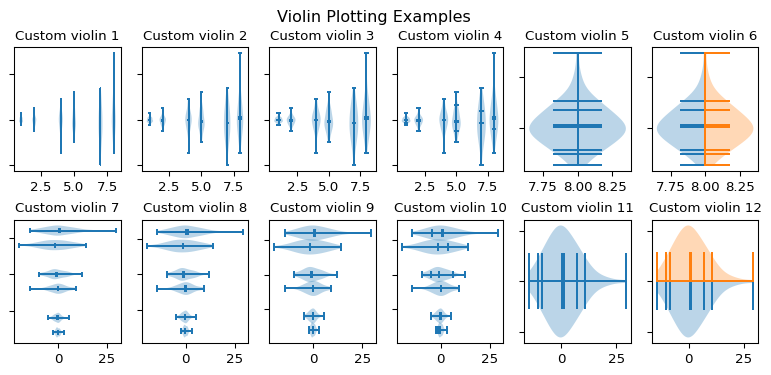 Violin Plotting Examples
Custom violin 1 Custom violin 2 Custom violin 3 Custom violin 4 Custom violin 5 Custom violin 6
2.5 5.0 7.5 2.5 5.0 7.5 2.5 5.0 7.5 2.5 5.0 7.5 7.75 8.00 8.25 7.75 8.00 8.25
Custom violin 7 Custom violin 8 Custom violin 9 Custom violin 10 Custom violin 11 Custom violin 12
0 25 0 25 0 25 0 25 0 25 0 25